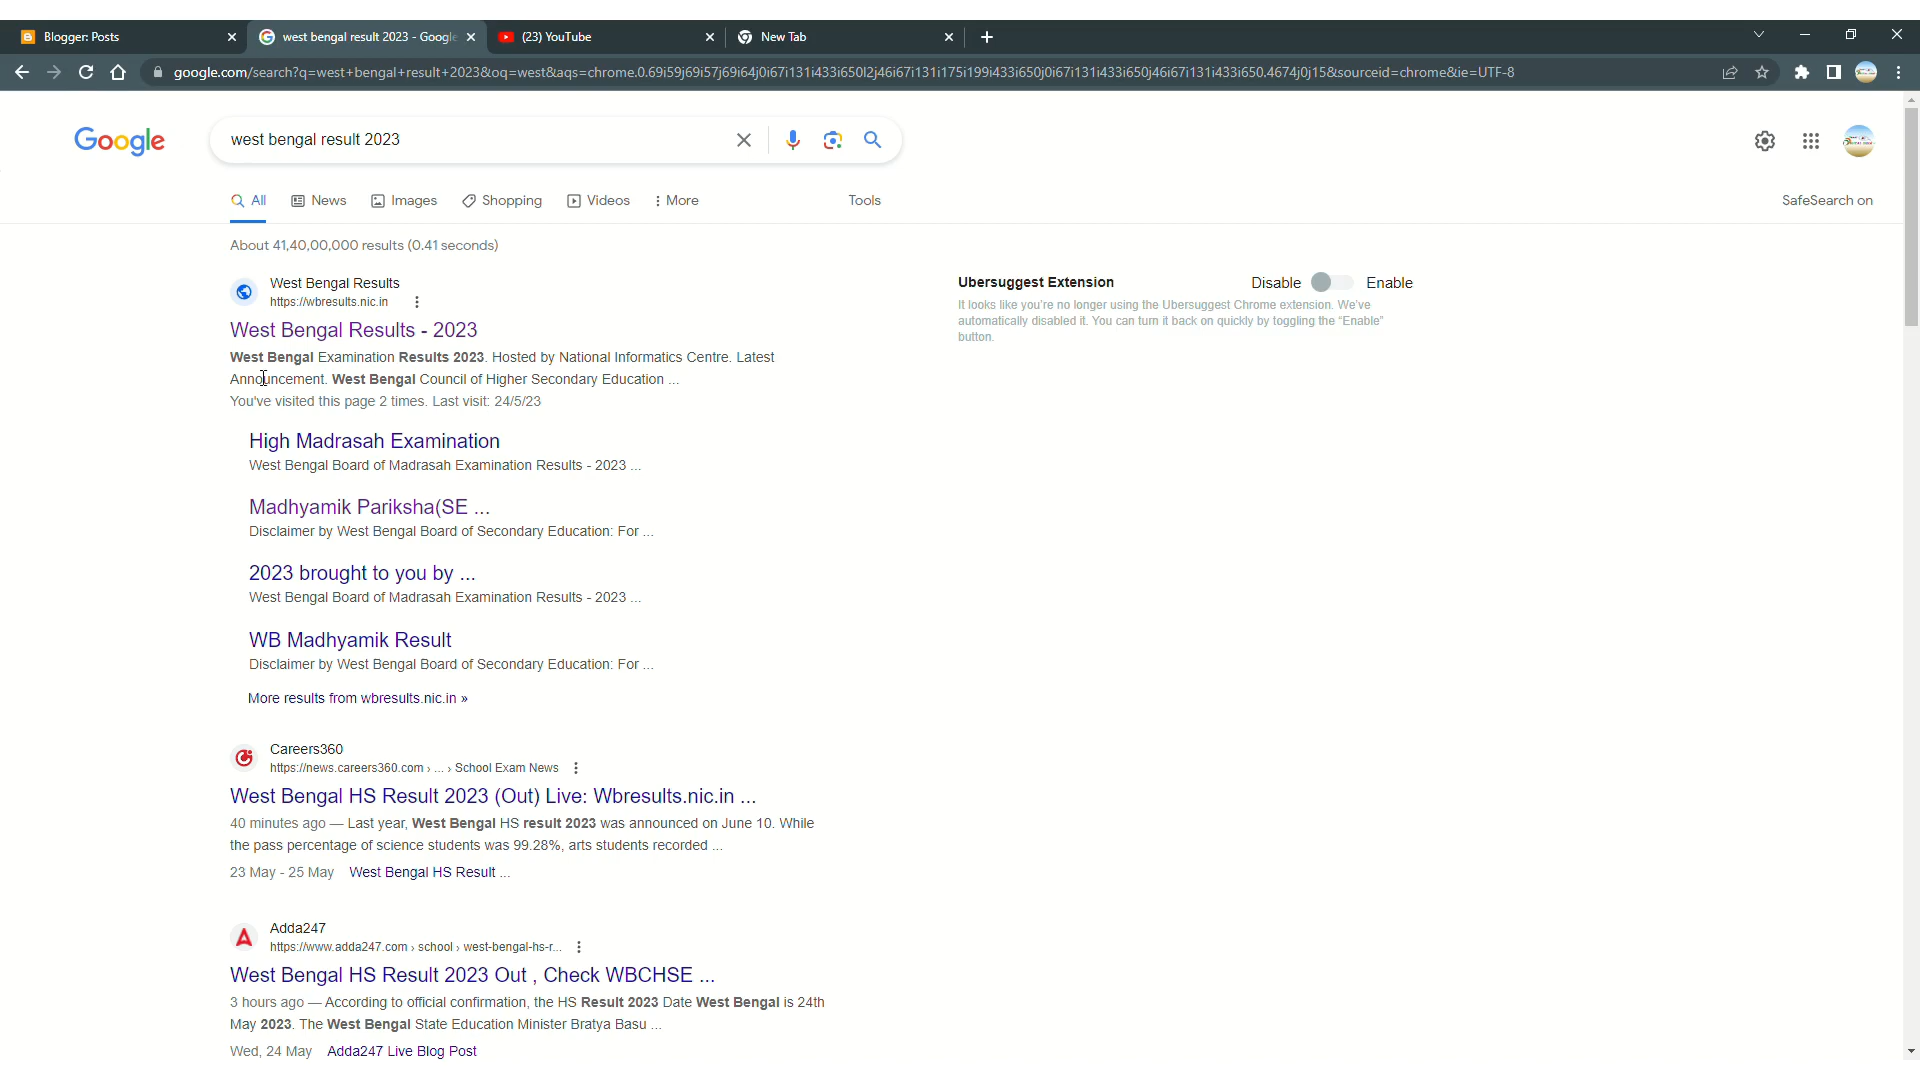 Blogger: Posts
west bengal result 2023 - Google
(23) YouTube
New Tab
google.com/search?q=west+bengal+result+2023&oq=west&aqs=chrome.0.69i59j69i57j69i64j0i67i131i433i650l2j46i67i131i175i199i433i650j0i67i131i433i650j46i67i131i433i650.4674j0j15&sourceid=chrome&ie=UTF-8
Google
west bengal result 2023
All
News
Images
Shopping
Videos
More
Tools
SafeSearch on
About 41,40,00,000 results (0.41 seconds)
West Bengal Results
https://wbresults.nic.in
West Bengal Results - 2023
West Bengal Examination Results 2023. Hosted by National Informatics Centre. Latest
Announcement. West Bengal Council of Higher Secondary Education ...
You've visited this page 2 times. Last visit: 24/5/23
High Madrasah Examination
West Bengal Board of Madrasah Examination Results - 2023 ...
Madhyamik Pariksha(SE ...
Disclaimer by West Bengal Board of Secondary Education: For ...
2023 brought to you by ...
West Bengal Board of Madrasah Examination Results - 2023 ...
WB Madhyamik Result
Disclaimer by West Bengal Board of Secondary Education: For ...
More results from wbresults.nic.in »
Careers360
https://news.careers360.com › ... › School Exam News
West Bengal HS Result 2023 (Out) Live: Wbresults.nic.in ...
40 minutes ago — Last year, West Bengal HS result 2023 was announced on June 10. While
the pass percentage of science students was 99.28%, arts students recorded ...
23 May - 25 May West Bengal HS Result ...
Adda247
https://www.adda247.com › school › west-bengal-hs-r...
West Bengal HS Result 2023 Out , Check WBCHSE ...
3 hours ago — According to official confirmation, the HS Result 2023 Date West Bengal is 24th
May 2023. The West Bengal State Education Minister Bratya Basu ...
Wed, 24 May Adda247 Live Blog Post
Ubersuggest Extension
Disable
Enable
It looks like you're no longer using the Ubersuggest Chrome extension. We've
automatically disabled it. You can turn it back on quickly by toggling the "Enable"
button.